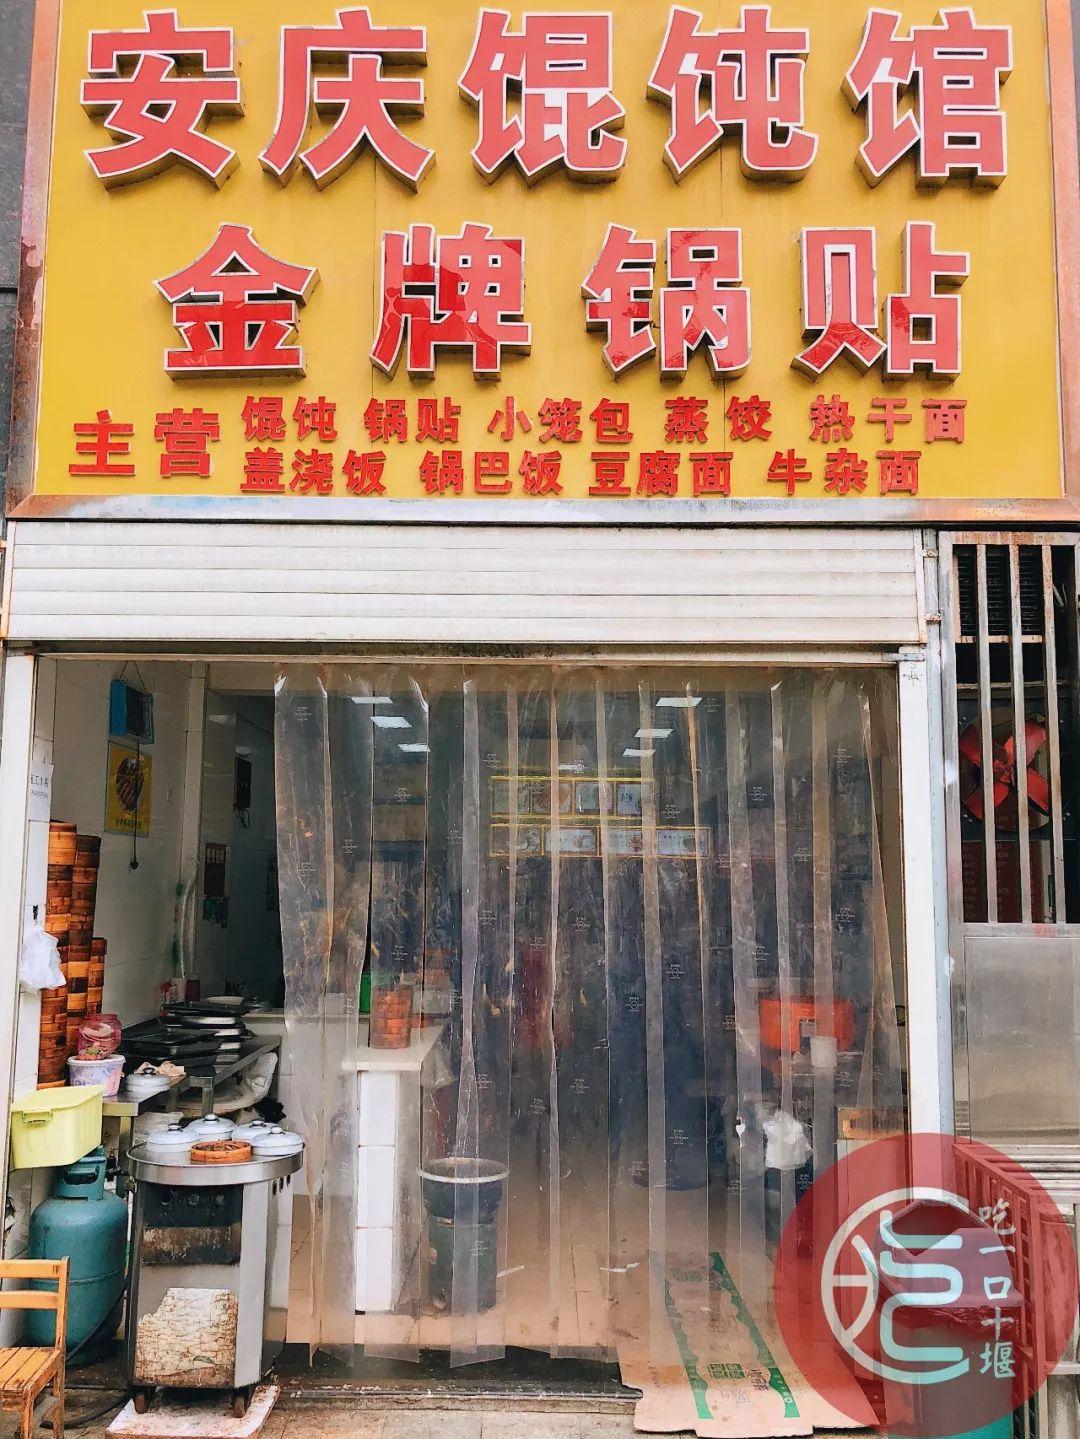 安庆馄饨馆
金牌锅贴
主营
馄饨 锅贴 小笼包 蒸饺 热干面
盖浇饭 锅巴饭 豆腐面 牛杂面
吃一口十堰